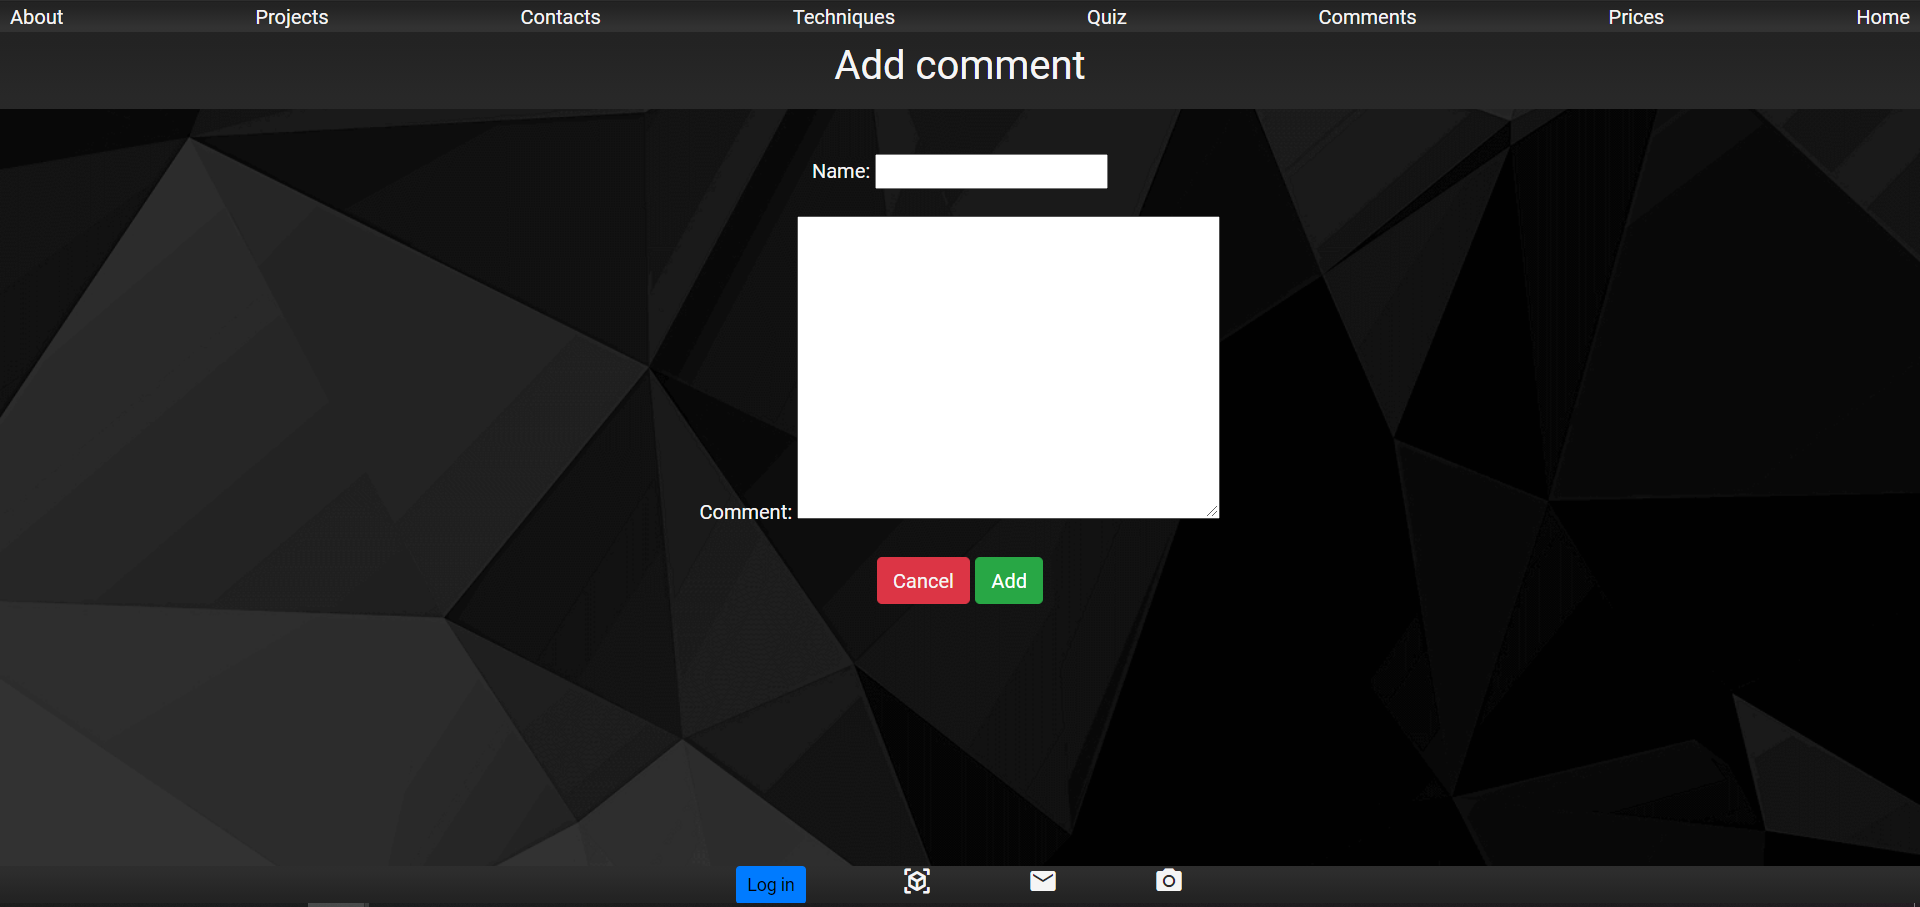 About Projects Contacts Techniques Quiz Comments Prices Home
Add comment
Name:
Comment:
Cancel Add
Log in